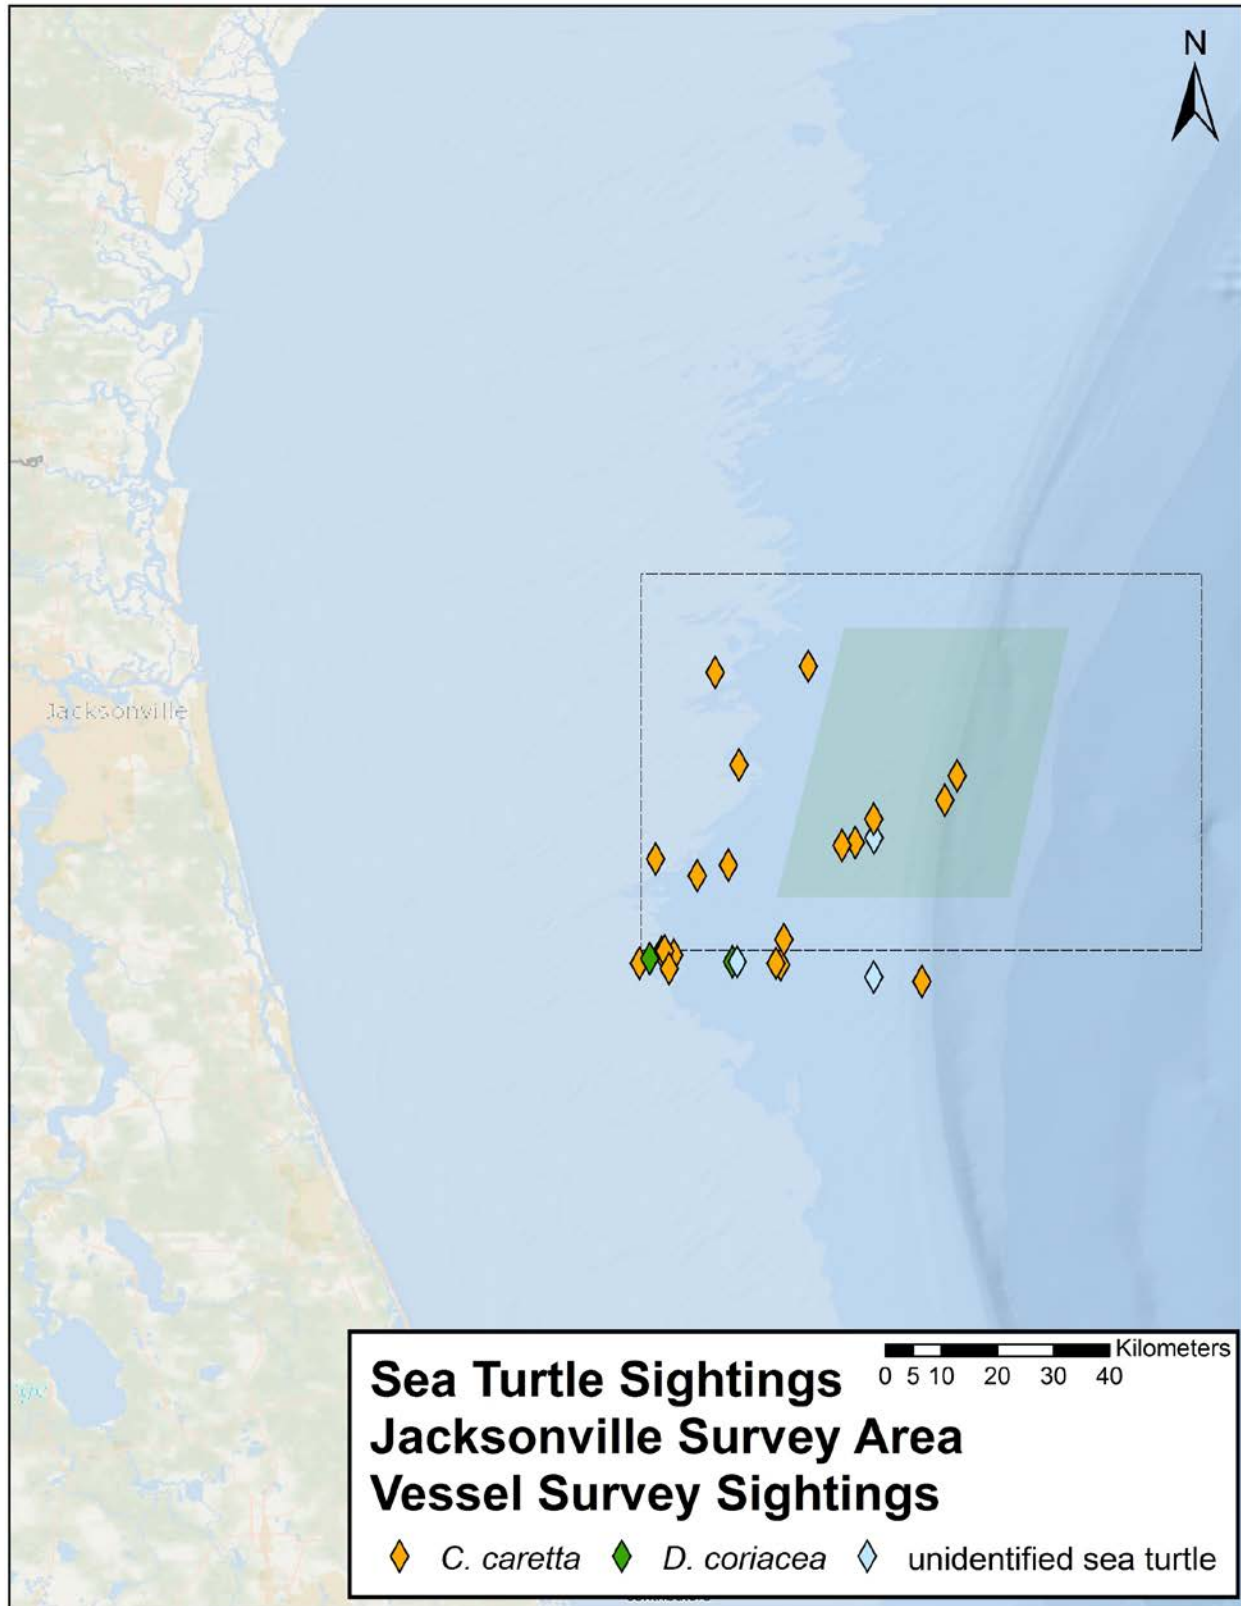 N
Jacksonville
Kilometers
0 5 10 20 30 40
Sea Turtle Sightings
Jacksonville Survey Area
Vessel Survey Sightings
C. caretta D. coriacea unidentified sea turtle